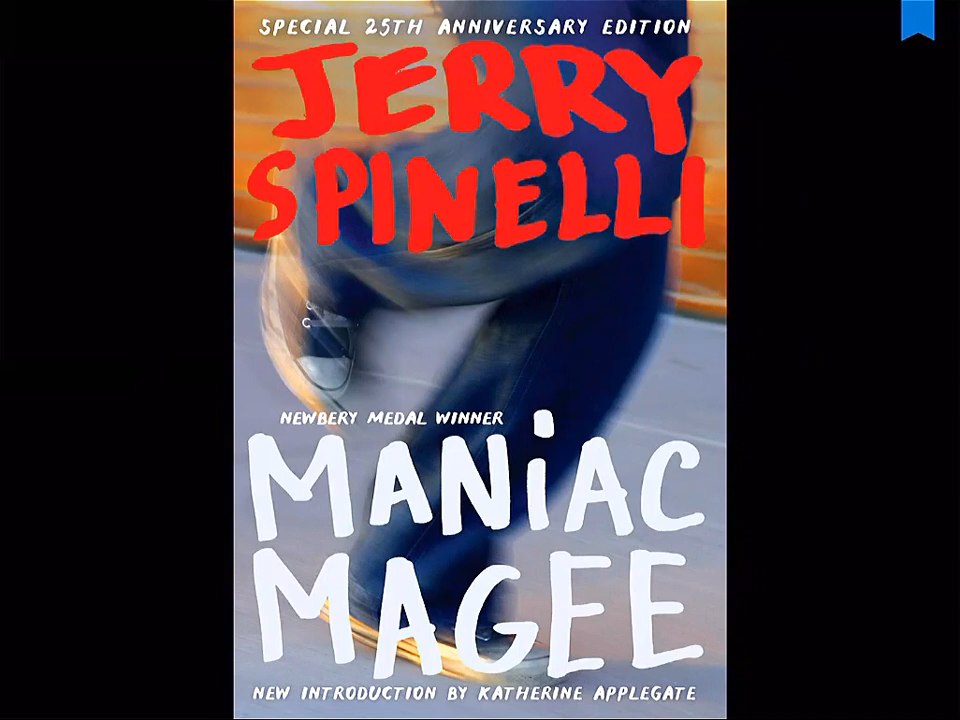 SPECIAL 25TH ANNIVERSARY EDITION
JERRY
SPINELLI
NEWBERY MEDAL WINNER
MANiAC
MAGEE
NEW INTRODUCTION BY KATHERINE APPLEGATE